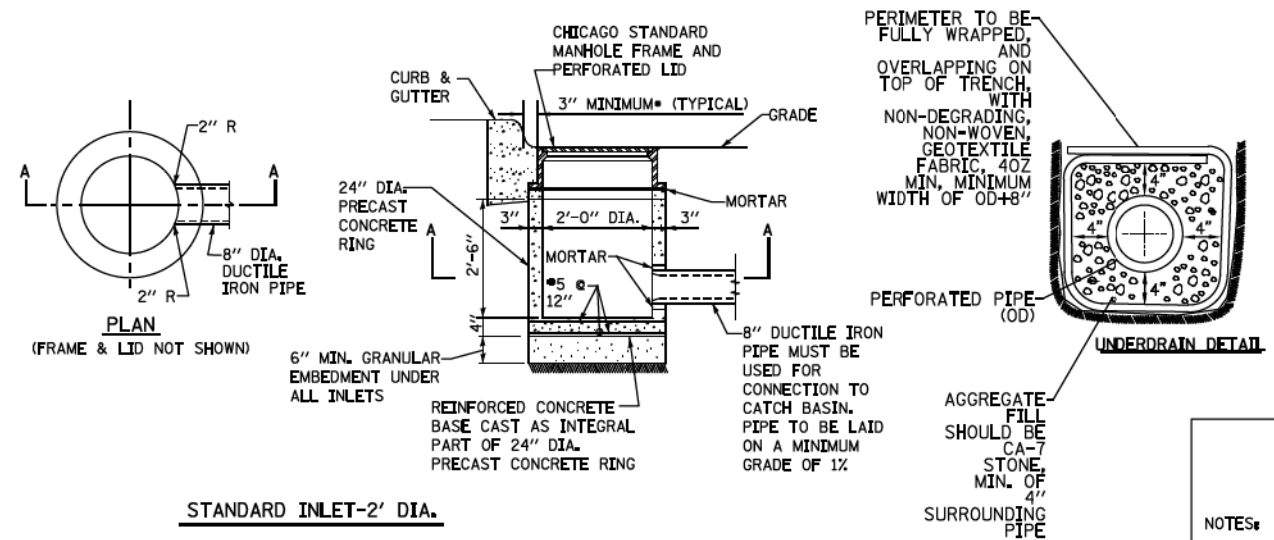 CHICAGO STANDARD
MANHOLE FRAME AND
PERFORATED LID
CURB &
GUTTER
3" MINIMUM* (TYPICAL)
GRADE
2" R
A
A
24" DIA.
PRECAST
CONCRETE
RING
3"
2'-0" DIA.
3"
MORTAR
A
A
2'-6"
MORTAR
#5 @
12"
4"
8" DIA.
DUCTILE
IRON PIPE
2" R
PLAN
(FRAME & LID NOT SHOWN)
6" MIN. GRANULAR
EMBEDMENT UNDER
ALL INLETS
REINFORCED CONCRETE
BASE CAST AS INTEGRAL
PART OF 24" DIA.
PRECAST CONCRETE RING
8" DUCTILE IRON
PIPE MUST BE
USED FOR
CONNECTION TO
CATCH BASIN.
PIPE TO BE LAID
ON A MINIMUM
GRADE OF 1%
STANDARD INLET-2' DIA.
PERIMETER TO BE
FULLY WRAPPED,
AND
OVERLAPPING ON
TOP OF TRENCH,
WITH
NON-DEGRADING,
NON-WOVEN,
GEOTEXTILE
FABRIC, 4OZ
MIN, MINIMUM
WIDTH OF OD+8"
4"
4"
4"
4"
PERFORATED PIPE
(OD)
UNDERDRAIN DETAIL
AGGREGATE
FILL
SHOULD BE
CA-7
STONE,
MIN. OF
4"
SURROUNDING
PIPE
NOTES: